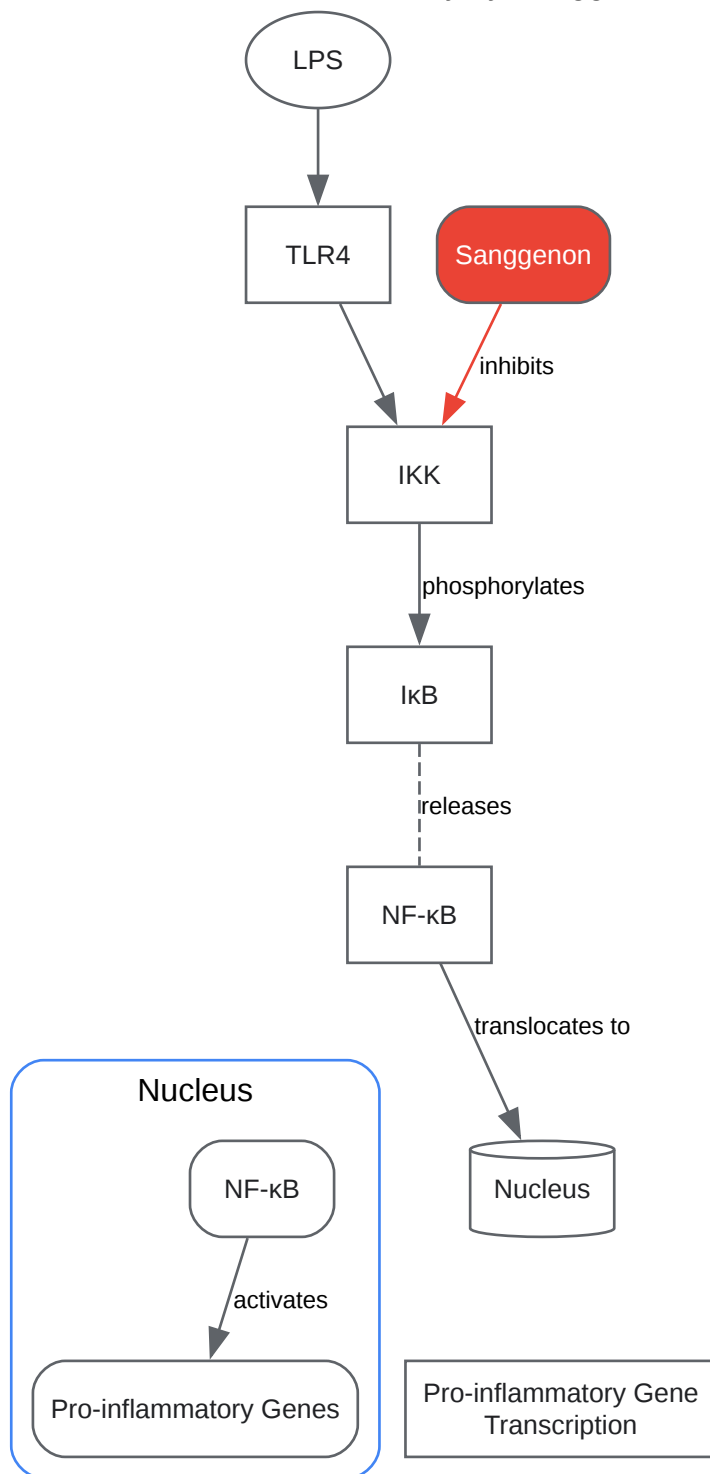 LPS
TLR4
Sanggenon
inhibits
IKK
phosphorylates
IκB
releases
NF-κB
translocates to
Nucleus
NF-κB
Nucleus
activates
Pro-inflammatory Genes
Pro-inflammatory Gene
Transcription